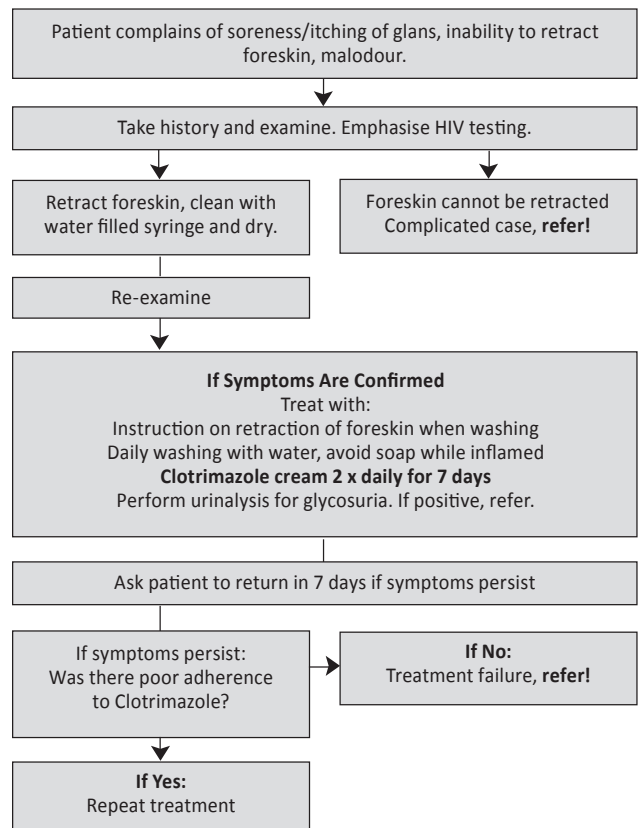 Patient complains of soreness/itching of glans, inability to retract
foreskin, malodour.
Take history and examine. Emphasise HIV testing.
Retract foreskin, clean with
water filled syringe and dry.
Foreskin cannot be retracted
Complicated case, refer!
Re-examine
If Symptoms Are Confirmed
Treat with:
Instruction on retraction of foreskin when washing
Daily washing with water, avoid soap while inflamed
Clotrimazole cream 2 x daily for 7 days
Perform urinalysis for glycosuria. If positive, refer.
Ask patient to return in 7 days if symptoms persist
If symptoms persist:
Was there poor adherence
to Clotrimazole?
If No:
Treatment failure, refer!
If Yes:
Repeat treatment